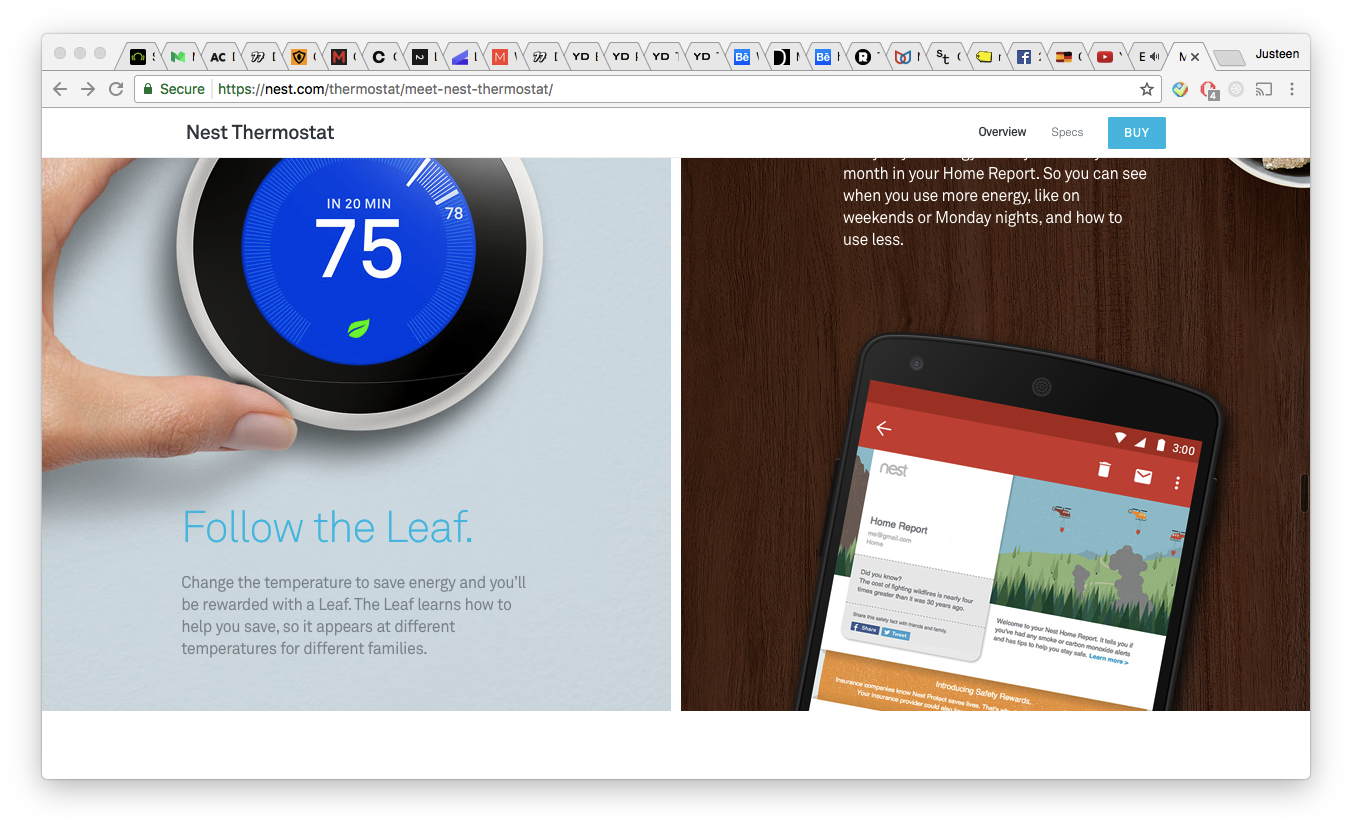 Justeen
Secure
https://nest.com/thermostat/meet-nest-thermostat/
4
Nest Thermostat
Overview
Specs
BUY
IN 20 MIN
75
78
Follow the Leaf.
Change the temperature to save energy and you'll
be rewarded with a Leaf. The Leaf learns how to
help you save, so it appears at different
temperatures for different families.
month in your Home Report. So you can see
when you use more energy, like on
weekends or Monday nights, and how to
use less.
3:00
nest
Home Report
me@gmail.com
Home
Did you know?
The cost of fighting wildfires is nearly four
times greater than it was 30 years ago.
Share this safety fact with friends and family.
Share
Tweet
Welcome to your Nest Home Report. It tells you if
you've had any smoke or carbon monoxide alerts
and has tips to help you stay safe. Learn more >
Introducing Safety Rewards.
Insurance companies know Nest Protect saves lives. That's
Your insurance provider could also